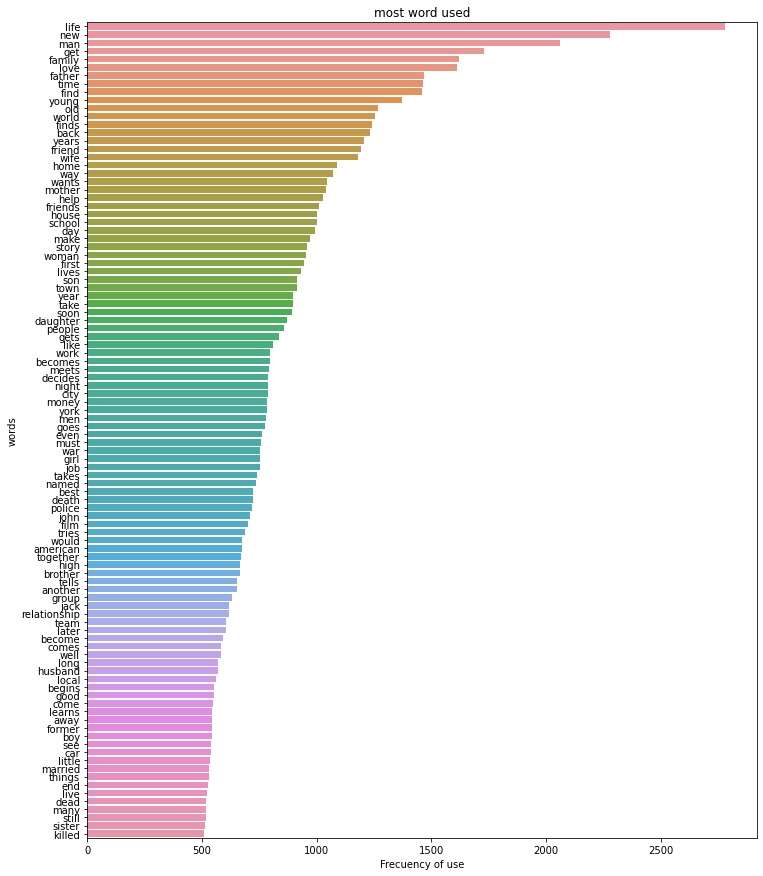 most word used
life
new
man
get
family
love
father
time
find
young
old
world
finds
back
years
friend
wife
home
way
wants
mother
help
friends
house
school
day
make
story
woman
first
lives
son
town
year
take
soon
daughter
people
gets
like
work
becomes
meets
decides
night
city
money
york
men
goes
even
must
war
girl
job
takes
named
best
death
police
john
film
tries
would
american
together
high
brother
tells
another
group
jack
relationship
team
later
become
comes
well
long
husband
local
begins
good
come
learns
away
former
boy
see
car
little
married
things
end
live
dead
many
still
sister
killed
words
0 500 1000 1500 2000 2500
Frecuency of use